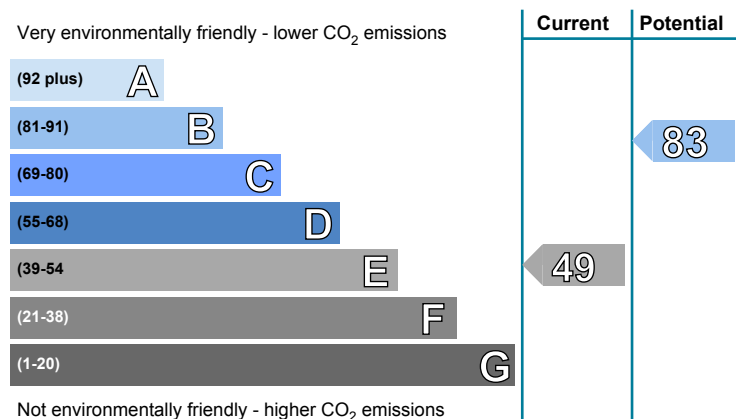 Current Potential
Very environmentally friendly - lower CO₂ emissions
(92 plus) A
(81-91) B
83
(69-80) C
(55-68) D
(39-54 E
49
(21-38) F
(1-20) G
Not environmentally friendly - higher CO₂ emissions